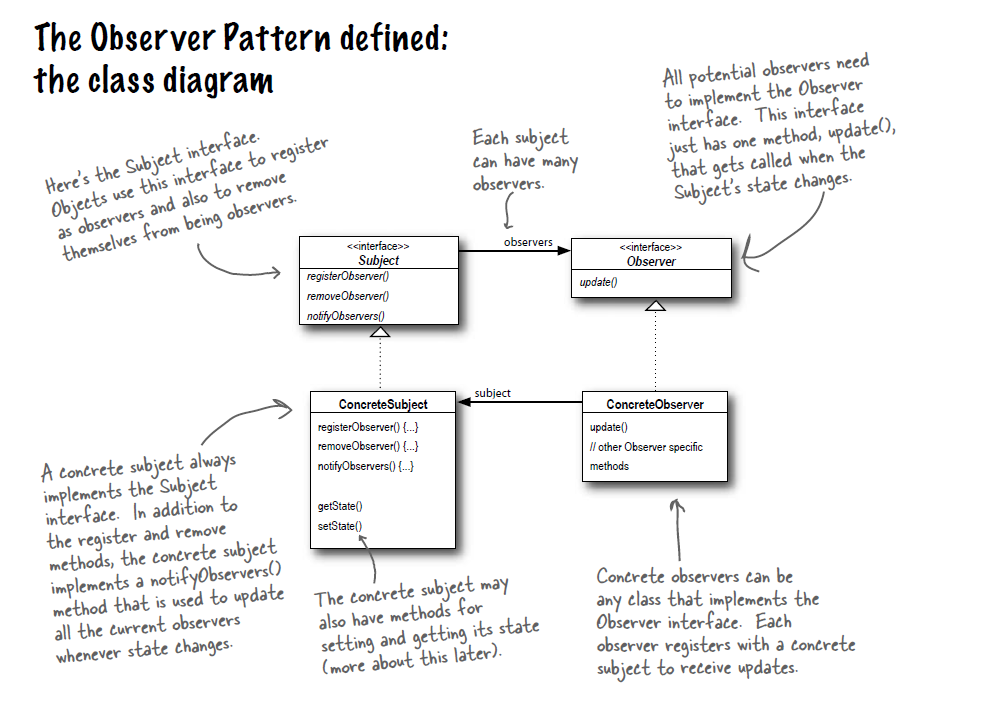 The Observer Pattern defined:
the class diagram
Here's the Subject interface.
Objects use this interface to register
as observers and also to remove
themselves from being observers.
Each subject
can have many
observers.
All potential observers need
to implement the Observer
interface. This interface
just has one method, update(),
that gets called when the
Subject's state changes.
<<interface>>
Subject
registerObserver()
removeObserver()
notifyObservers()
observers
<<interface>>
Observer
update()
ConcreteSubject
registerObserver() {...}
removeObserver() {...}
notifyObservers() {...}
getState()
setState()
subject
ConcreteObserver
update()
// other Observer specific
methods
A concrete subject always
implements the Subject
interface. In addition to
the register and remove
methods, the concrete subject
implements a notifyObservers()
method that is used to update
all the current observers
whenever state changes.
The concrete subject may
also have methods for
setting and getting its state
(more about this later).
Concrete observers can be
any class that implements the
Observer interface. Each
observer registers with a concrete
subject to receive updates.